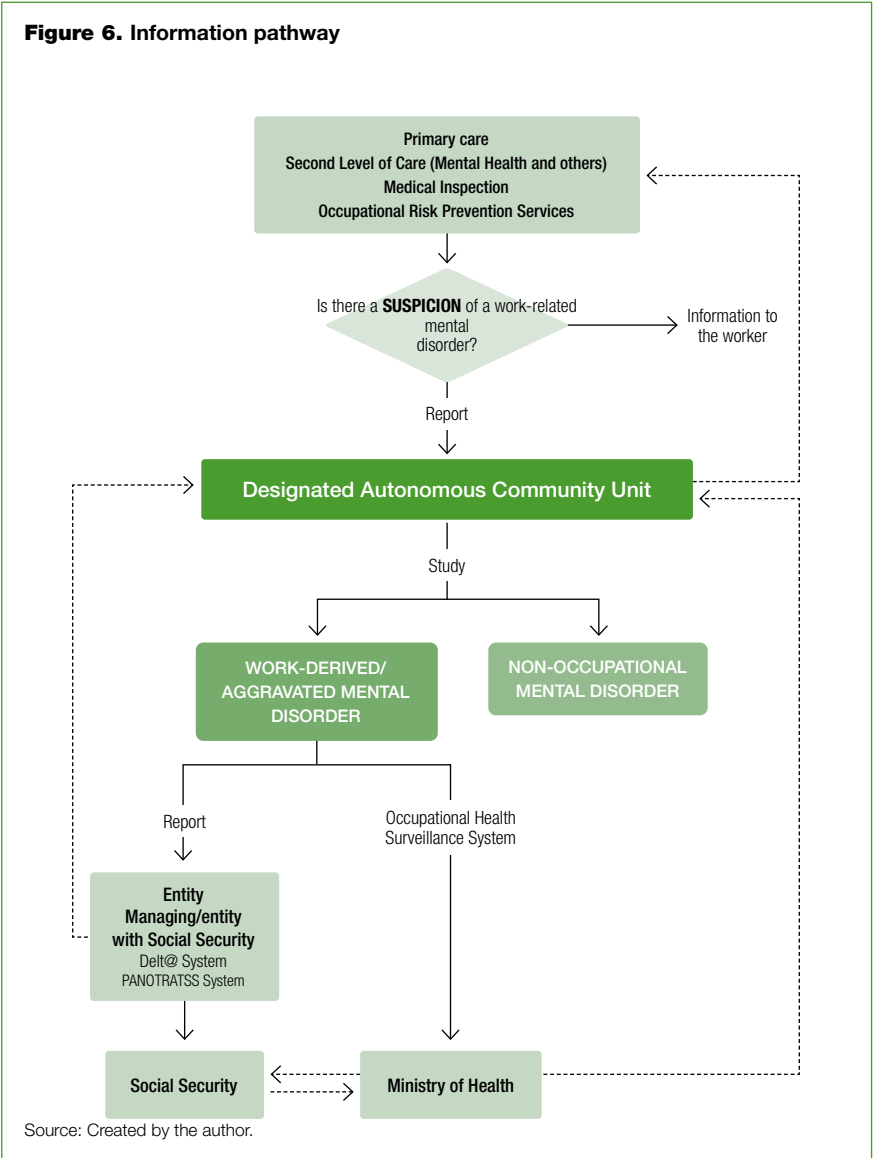 Figure 6. Information pathway
Primary care
Second Level of Care (Mental Health and others)
Medical Inspection
Occupational Risk Prevention Services
Is there a SUSPICION of a work-related
mental
disorder?
Information to
the worker
Report
Designated Autonomous Community Unit
Study
WORK-DERIVED/
AGGRAVATED MENTAL
DISORDER
NON-OCCUPATIONAL
MENTAL DISORDER
Report
Occupational Health
Surveillance System
Entity
Managing/entity
with Social Security
Delt@ System
PANOTRATSS System
Social Security
Ministry of Health
Source: Created by the author.